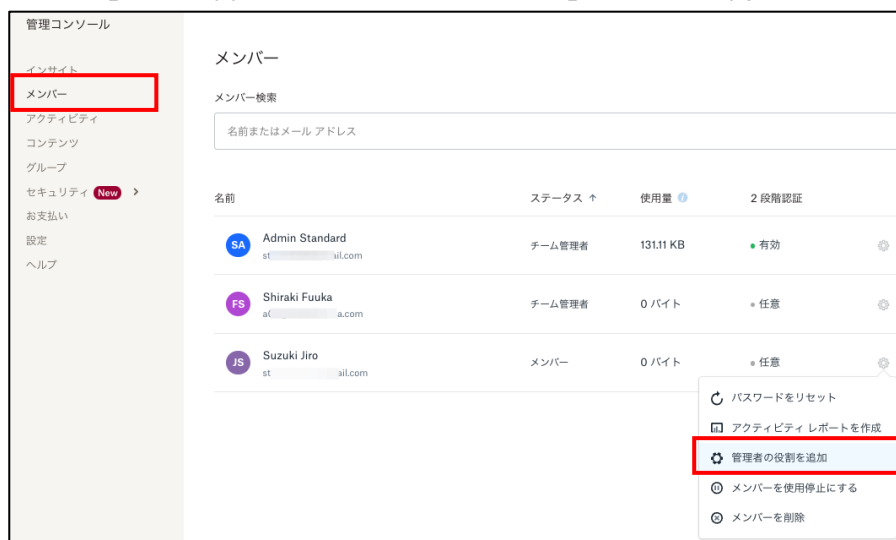 管理コンソール
インサイト
メンバー
アクティビティ
コンテンツ
グループ
セキュリティ New
お支払い
設定
ヘルプ
メンバー
メンバー検索
名前またはメール アドレス
名前 ステータス ↑ 使用量 2 段階認証
SA Admin Standard チーム管理者 131.11 KB 有効
st ail.com
FS Shiraki Fuuka チーム管理者 0 バイト 任意
a.com
JS Suzuki Jiro メンバー 0 バイト 任意
st ail.com
パスワードをリセット
アクティビティ レポートを作成
管理者の役割を追加
メンバーを使用停止にする
メンバーを削除